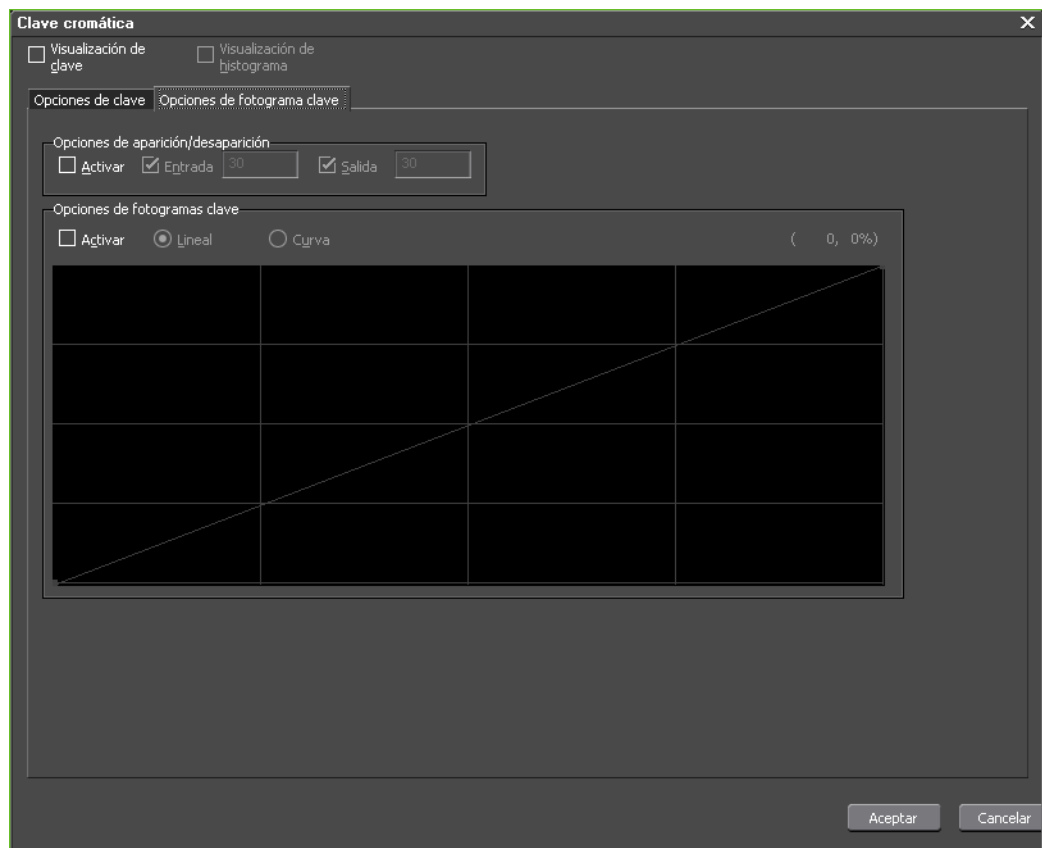 Clave cromática
Visualización de
clave
Visualización de
histograma
Opciones de clave
Opciones de fotograma clave
Opciones de aparición/desaparición
Activar
Entrada
30
Salida
30
Opciones de fotogramas clave
Activar
Lineal
Curva
( 0, 0%)
Aceptar
Cancelar